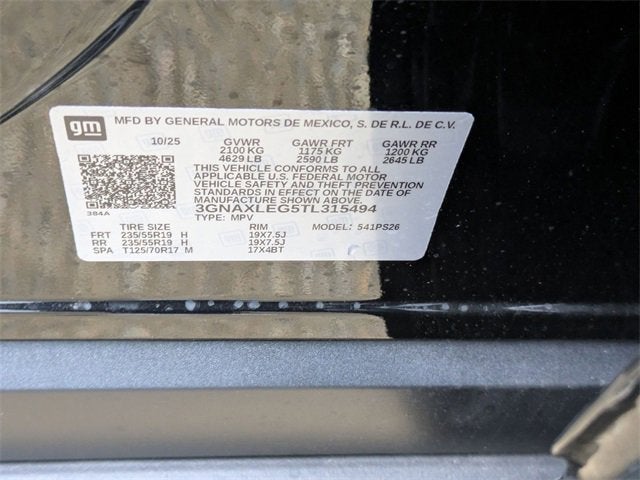 gm MFD BY GENERAL MOTORS DE MEXICO, S. DE R.L. DE C.V.
10/25 GVWR GAWR FRT GAWR RR
2100 KG 1175 KG 1200 KG
4629 LB 2590 LB 2645 LB
THIS VEHICLE CONFORMS TO ALL
APPLICABLE U.S. FEDERAL MOTOR
VEHICLE SAFETY AND THEFT PREVENTION
STANDARDS IN EFFECT ON THE DATE OF
MANUFACTURE SHOWN ABOVE.
384A 3GNAXLEG5TL315494
TYPE: MPV
TIRE SIZE RIM MODEL: 541PS26
FRT 235/55R19 H 19X7.5J
RR 235/55R19 H 19X7.5J
SPA T125/70R17 M 17X4BT